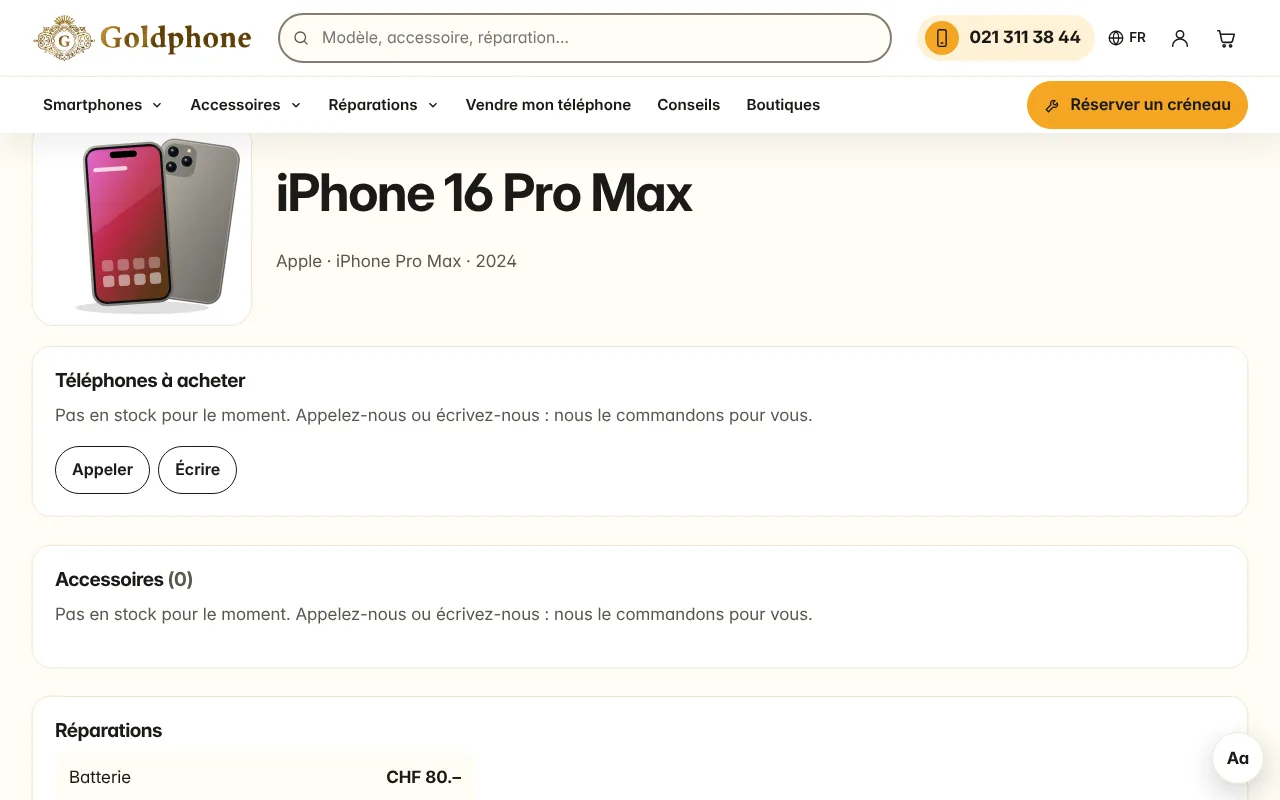 G Goldphone
Modèle, accessoire, réparation...
021 311 38 44
FR
Smartphones
Accessoires
Réparations
Vendre mon téléphone
Conseils
Boutiques
Réserver un créneau
iPhone 16 Pro Max
Apple · iPhone Pro Max · 2024
Téléphones à acheter
Pas en stock pour le moment. Appelez-nous ou écrivez-nous : nous le commandons pour vous.
Appeler
Écrire
Accessoires (0)
Pas en stock pour le moment. Appelez-nous ou écrivez-nous : nous le commandons pour vous.
Réparations
Batterie
CHF 80.–
Aa